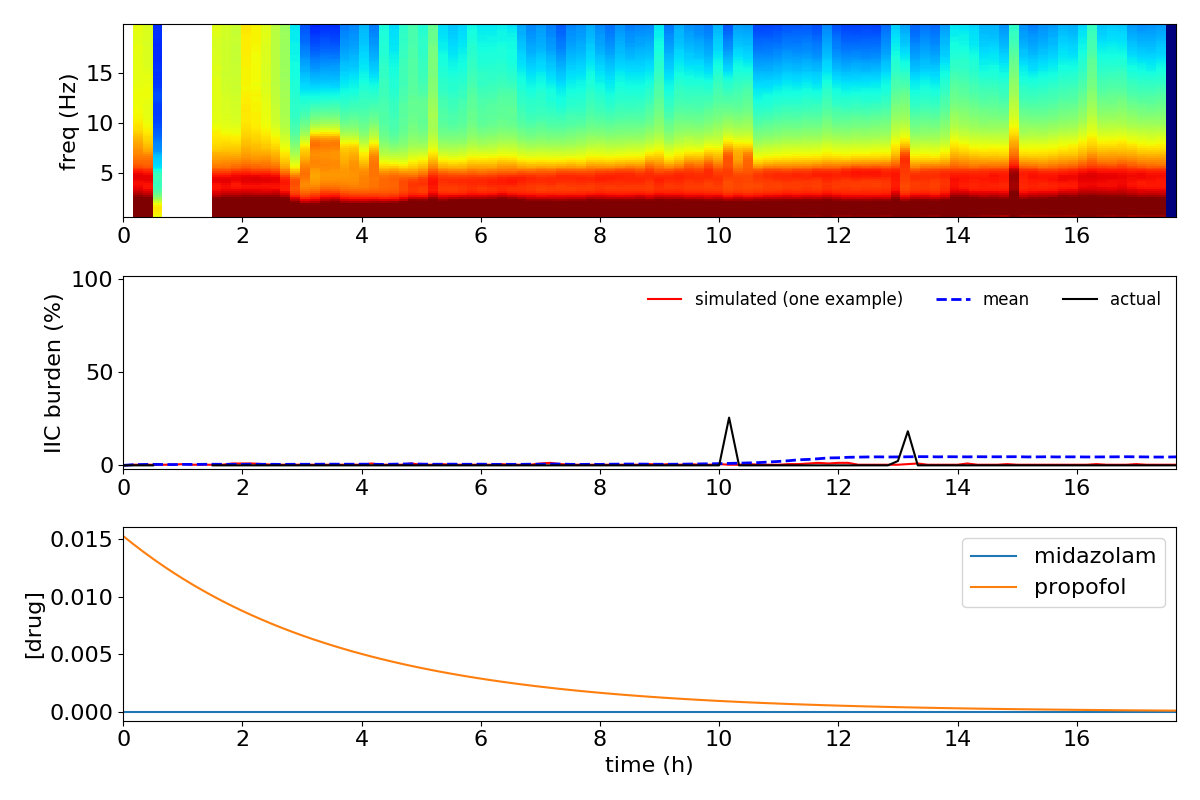 freq (Hz)
15
10
5
0 2 4 6 8 10 12 14 16
IIC burden (%)
100
50
0
simulated (one example) mean actual
0 2 4 6 8 10 12 14 16
[drug]
0.015
0.010
0.005
0.000
midazolam
propofol
0 2 4 6 8 10 12 14 16
time (h)